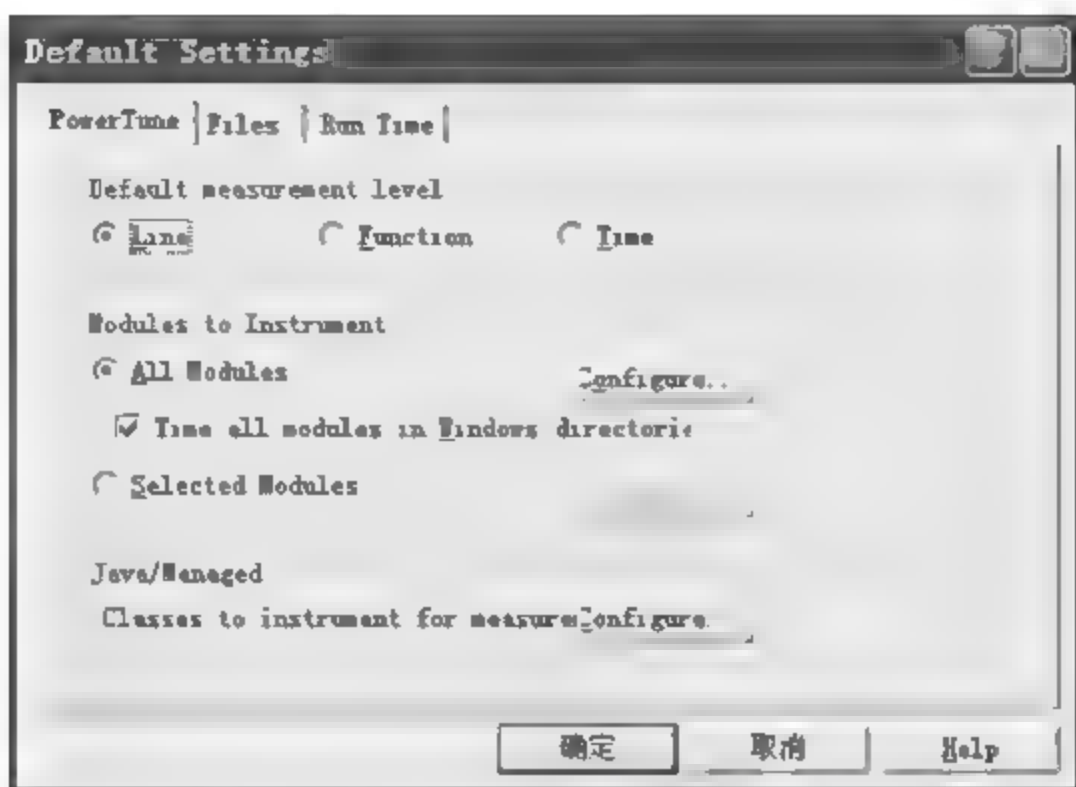 Default Settings
PowerTune Files Run Time
Default measurement level
Line Function Time
Modules to Instrument
All Modules Configure..
Time all modules in Windows directorie
Selected Modules
Java/Managed
Classes to instrument for measure Configure.
确定 取消 Help